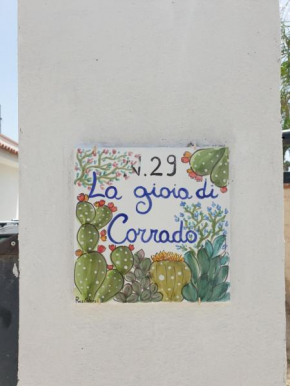 N. 29
La gioia di
Corrado